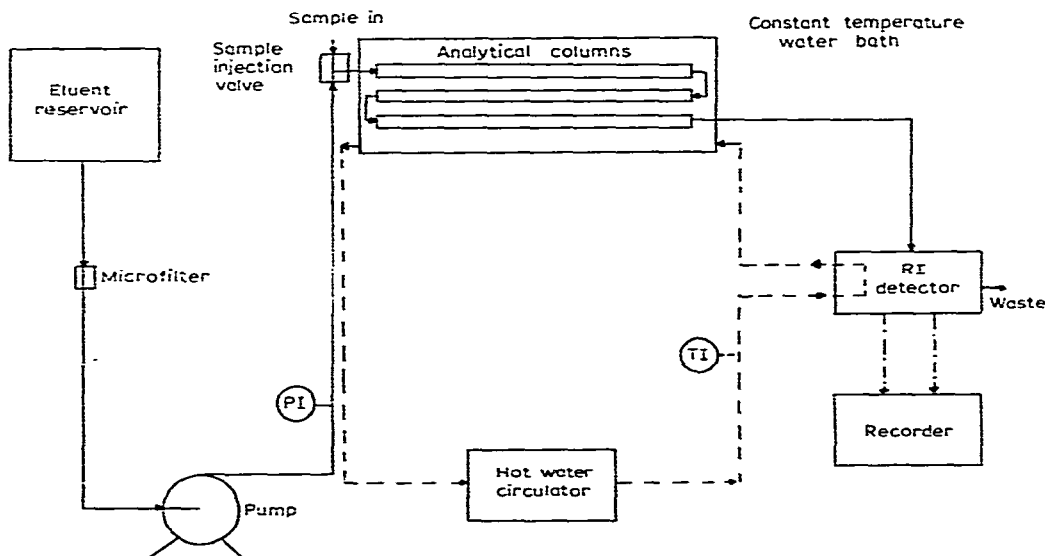 Sample in
Constant temperature
water bath
Sample
injection
valve
Analytical columns
Eluent
reservoir
Microfilter
RI
detector
Waste
TI
PI
Recorder
Hot water
circulator
Pump